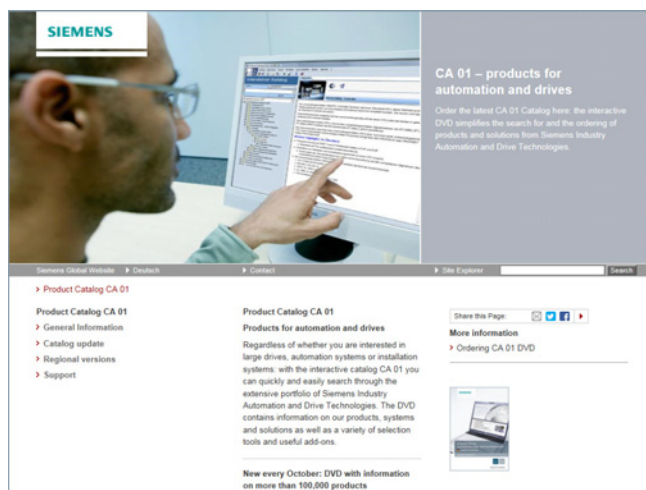 SIEMENS
CA 01 – products for
automation and drives
Order the latest CA 01 Catalog here: the interactive
DVD simplifies the search for and the ordering of
products and solutions from Siemens Industry
Automation and Drive Technologies.
Siemens Global Website Deutsch Contact Site Explorer Search
Product Catalog CA 01
Product Catalog CA 01
General Information
Catalog update
Regional versions
Support
Product Catalog CA 01
Products for automation and drives
Regardless of whether you are interested in
large drives, automation systems or installation
systems: with the interactive catalog CA 01 you
can quickly and easily search through the
extensive portfolio of Siemens Industry
Automation and Drive Technologies. The DVD
contains information on our products, systems
and solutions as well as a variety of selection
tools and useful add-ons.
New every October: DVD with information
on more than 100,000 products
Share this Page:
More information
Ordering CA 01 DVD